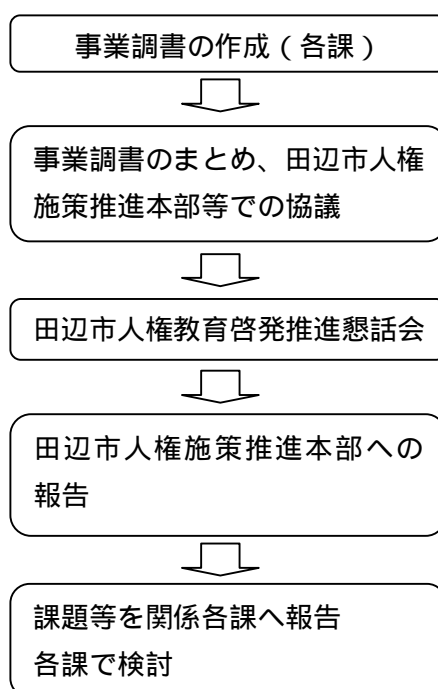 事業調書の作成（各課）
事業調書のまとめ、田辺市人権
施策推進本部等での協議
田辺市人権教育啓発推進懇話会
田辺市人権施策推進本部への
報告
課題等を関係各課へ報告
各課で検討